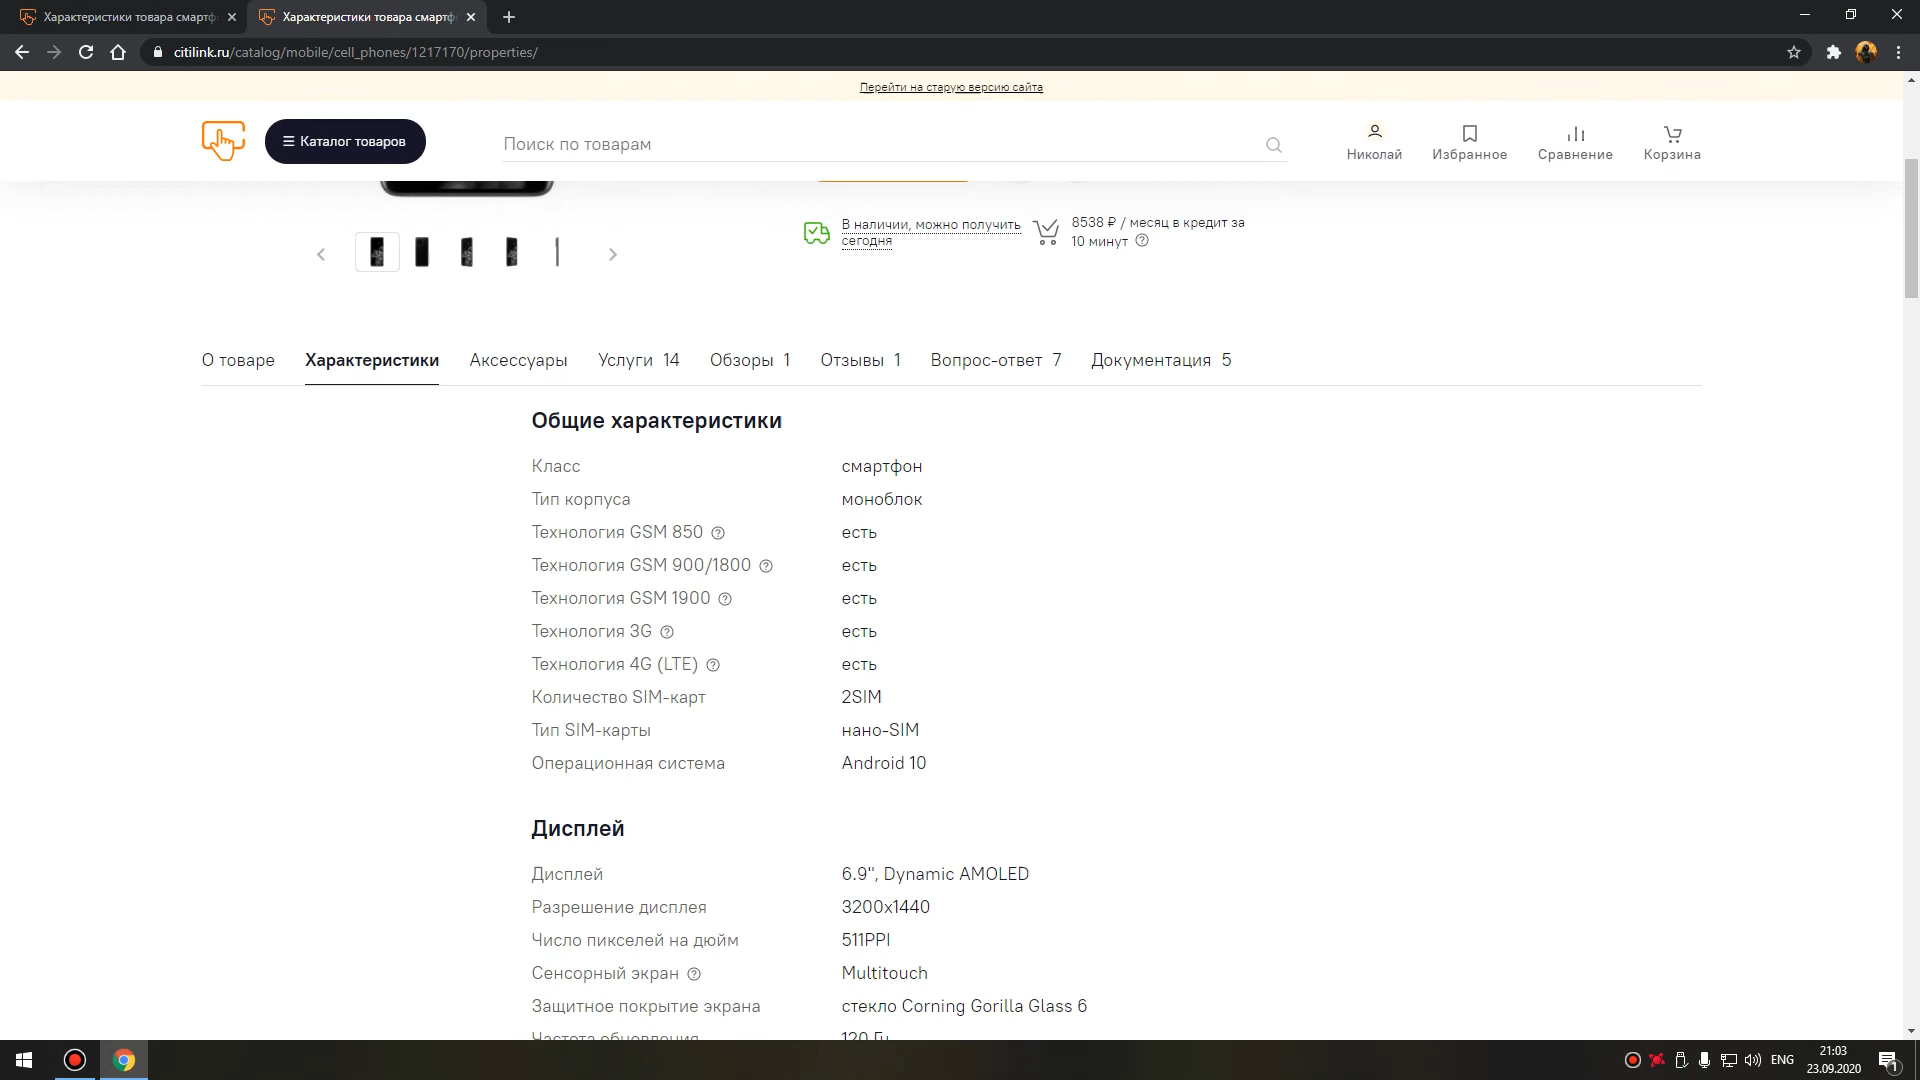 Характеристики товара смартф
Характеристики товара смартф
citilink.ru/catalog/mobile/cell_phones/1217170/properties/
Перейти на старую версию сайта
Каталог товаров
Поиск по товарам
Николай
Избранное
Сравнение
Корзина
В наличии, можно получить
сегодня
8538 ₽ / месяц в кредит за
10 минут
О товаре
Характеристики
Аксессуары
Услуги 14
Обзоры 1
Отзывы 1
Вопрос-ответ 7
Документация 5
Общие характеристики
Класс смартфон
Тип корпуса моноблок
Технология GSM 850 есть
Технология GSM 900/1800 есть
Технология GSM 1900 есть
Технология 3G есть
Технология 4G (LTE) есть
Количество SIM-карт 2SIM
Тип SIM-карты нано-SIM
Операционная система Android 10
Дисплей
Дисплей 6.9", Dynamic AMOLED
Разрешение дисплея 3200x1440
Число пикселей на дюйм 511PPI
Сенсорный экран Multitouch
Защитное покрытие экрана стекло Corning Gorilla Glass 6
Частота обновления 120 Гц
ENG
21:03
23.09.2020
1